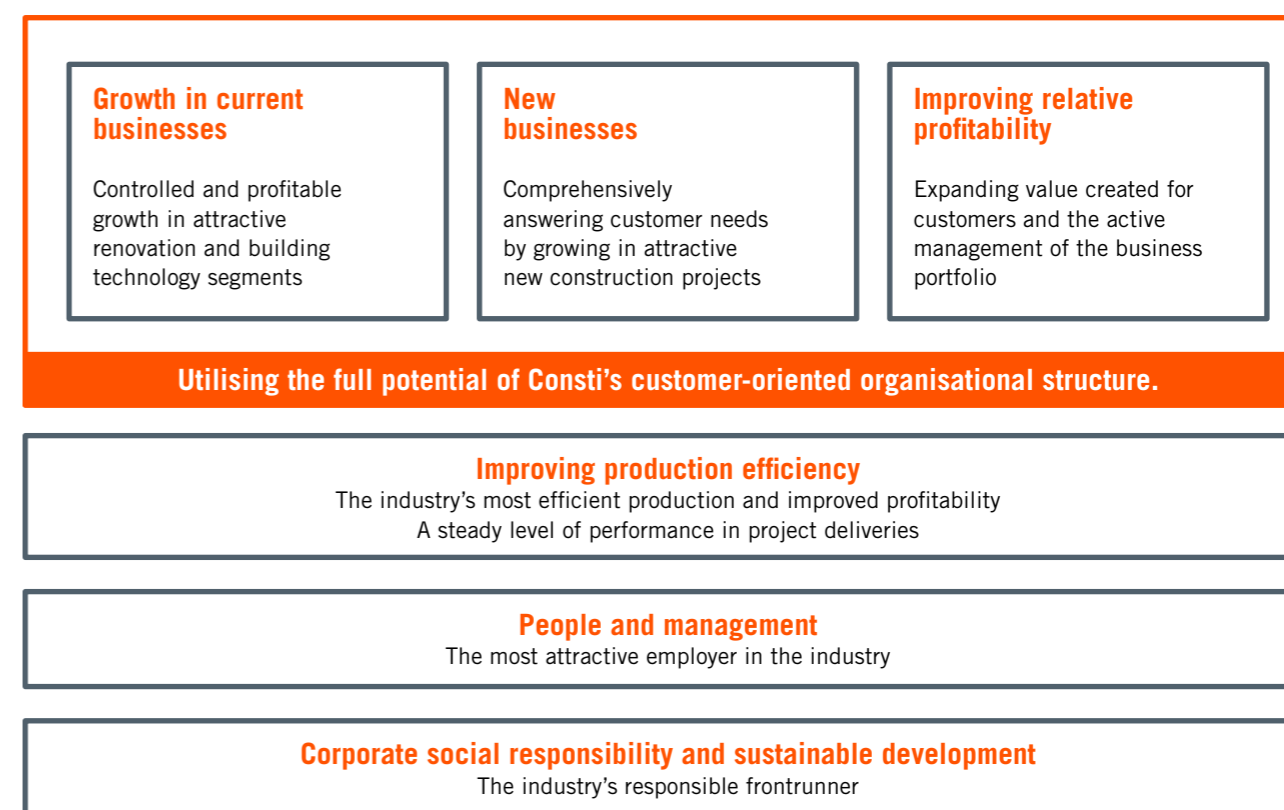 Growth in current
businesses
Controlled and profitable
growth in attractive
renovation and building
technology segments
New
businesses
Comprehensively
answering customer needs
by growing in attractive
new construction projects
Improving relative
profitability
Expanding value created for
customers and the active
management of the business
portfolio
Utilising the full potential of Consti’s customer-oriented organisational structure.
Improving production efficiency
The industry’s most efficient production and improved profitability
A steady level of performance in project deliveries
People and management
The most attractive employer in the industry
Corporate social responsibility and sustainable development
The industry’s responsible frontrunner